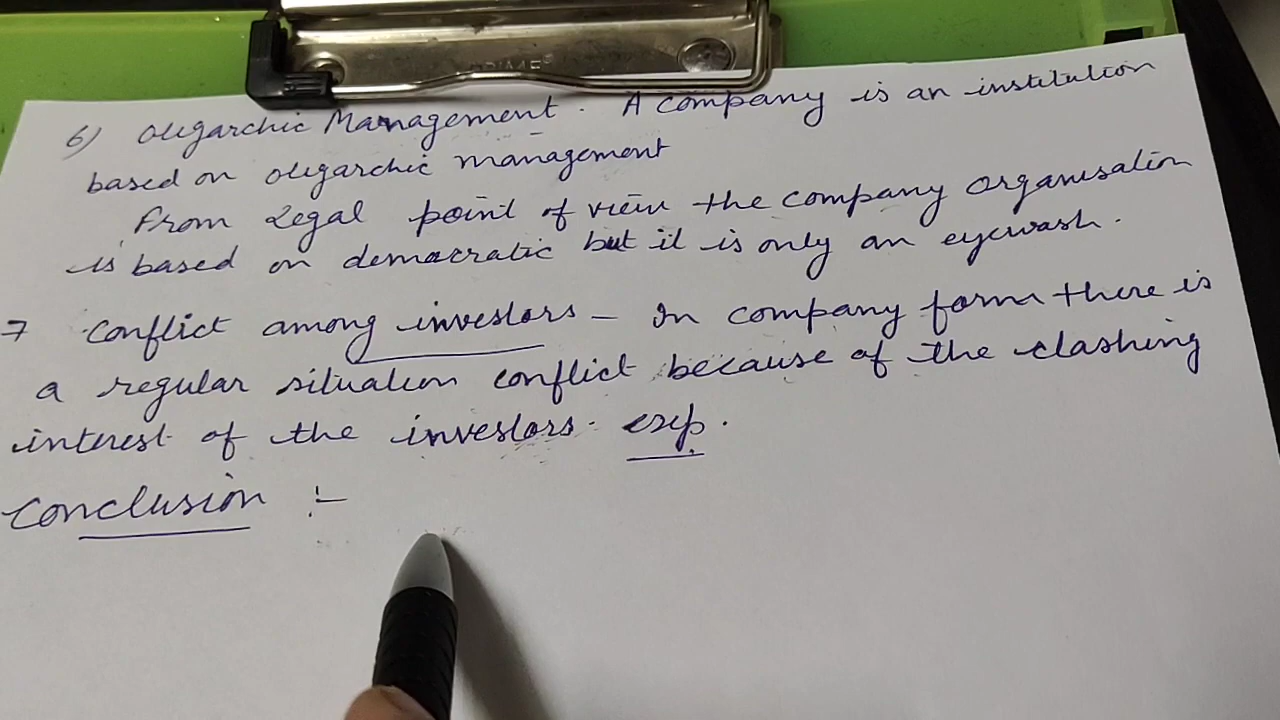 6) Oligarchic Management. A company is an institution
based on oligarchic management
From Legal point of view the company organisation
is based on democratic but it is only an eyewash.
7 Conflict among investors - In company form there is
a regular situation conflict because of the clashing
interest of the investors. exp.
Conclusion :-